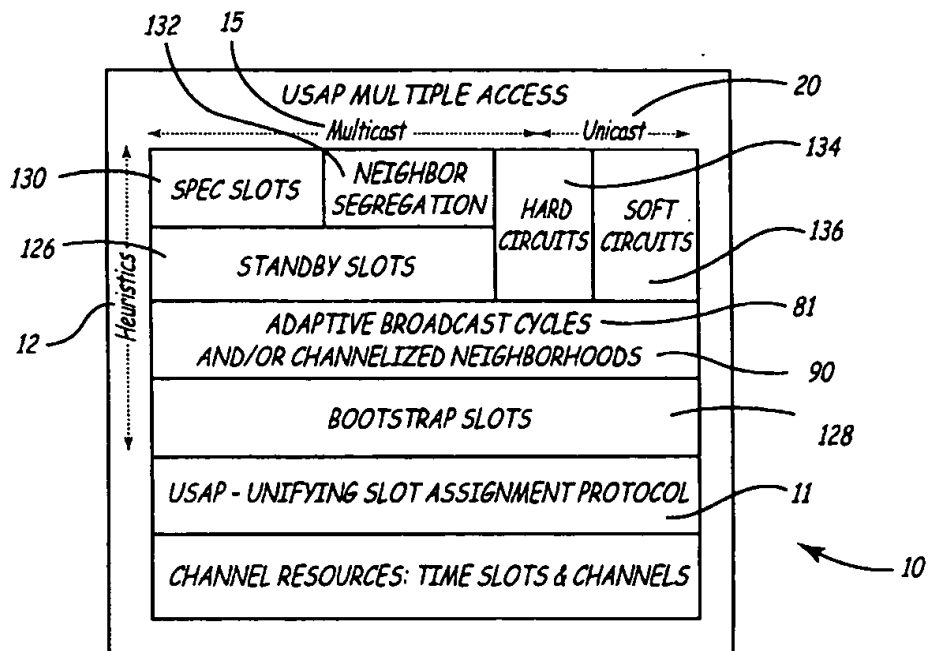 132
15
USAP MULTIPLE ACCESS
20
Multicast
Unicast
134
130
SPEC SLOTS
NEIGHBOR
SEGREGATION
HARD
CIRCUITS
SOFT
CIRCUITS
136
126
STANDBY SLOTS
Heuristics
12
ADAPTIVE BROADCAST CYCLES
AND/OR CHANNELIZED NEIGHBORHOODS
81
90
BOOTSTRAP SLOTS
128
USAP - UNIFYING SLOT ASSIGNMENT PROTOCOL
11
CHANNEL RESOURCES: TIME SLOTS & CHANNELS
10